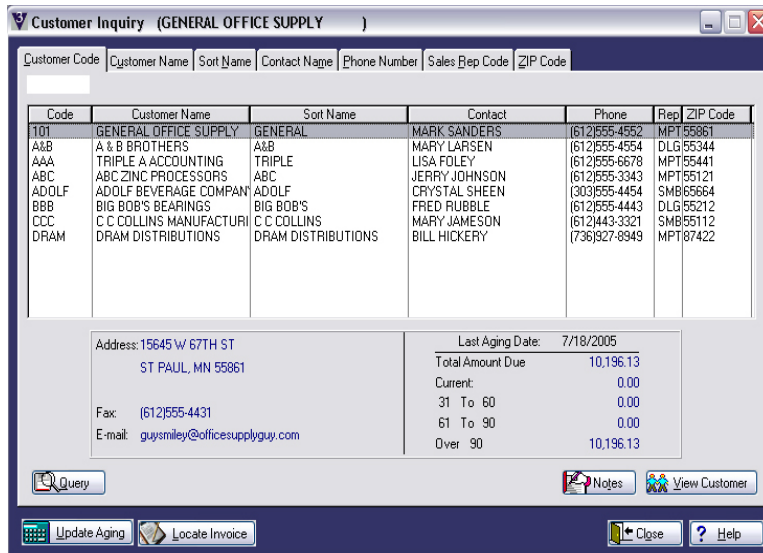 Customer Inquiry (GENERAL OFFICE SUPPLY )
Customer Code Customer Name Sort Name Contact Name Phone Number Sales Rep Code ZIP Code
Code Customer Name Sort Name Contact Phone Rep ZIP Code
101 GENERAL OFFICE SUPPLY GENERAL MARK SANDERS (612)555-4552 MPT 55861
A&B A & B BROTHERS A&B MARY LARSEN (612)555-4554 DLG 55344
AAA TRIPLE A ACCOUNTING TRIPLE LISA FOLEY (612)555-6678 MPT 55441
ABC ABC ZINC PROCESSORS ABC JERRY JOHNSON (612)555-3343 MPT 55121
ADOLF ADOLF BEVERAGE COMPAN ADOLF CRYSTAL SHEEN (303)555-4454 SMB 65664
BBB BIG BOB'S BEARINGS BIG BOB'S FRED RUBBLE (612)555-4443 DLG 55212
CCC C C COLLINS MANUFACTURI C C COLLINS MARY JAMESON (612)443-3321 SMB 55112
DRAM DRAM DISTRIBUTIONS DRAM DISTRIBUTIONS BILL HICKERY (736)927-8949 MPT 87422
Address: 15645 W 67TH ST
ST PAUL, MN 55861
Fax: (612)555-4431
E-mail: guysmiley@officesupplyguy.com
Last Aging Date: 7/18/2005
Total Amount Due 10,196.13
Current: 0.00
31 To 60 0.00
61 To 90 0.00
Over 90 10,196.13
Query Notes View Customer
Update Aging Locate Invoice Close ? Help